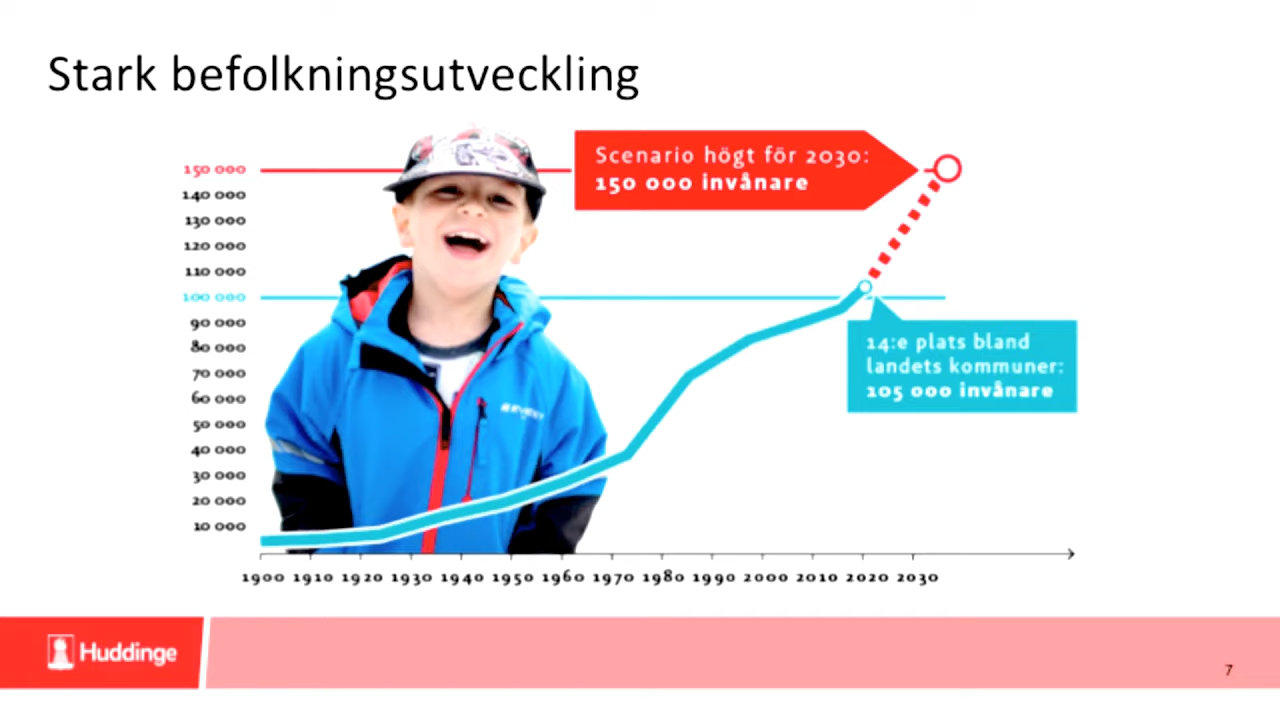 Stark befolkningsutveckling
Scenario högt för 2030:
150 000 invånare
150 000
140 000
130 000
120 000
110 000
100 000
90 000
80 000
70 000
60 000
50 000
40 000
30 000
20 000
10 000
14:e plats bland
landets kommuner:
105 000 invånare
1900 1910 1920 1930 1940 1950 1960 1970 1980 1990 2000 2010 2020 2030
Huddinge
7